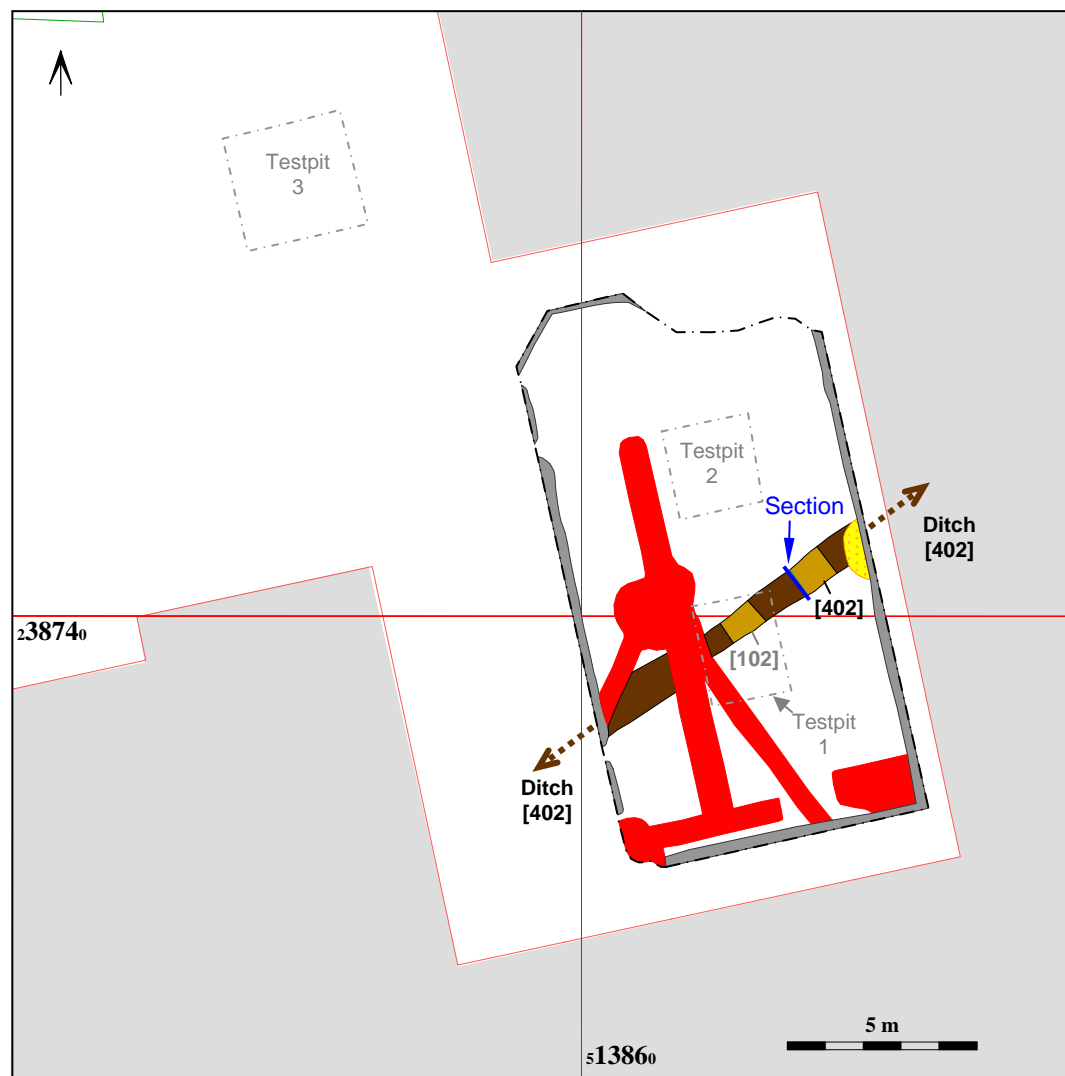 Testpit
3
Testpit
2
Section
Ditch
[402]
[402]
[102]
238740
Testpit
1
Ditch
[402]
5 m
513860